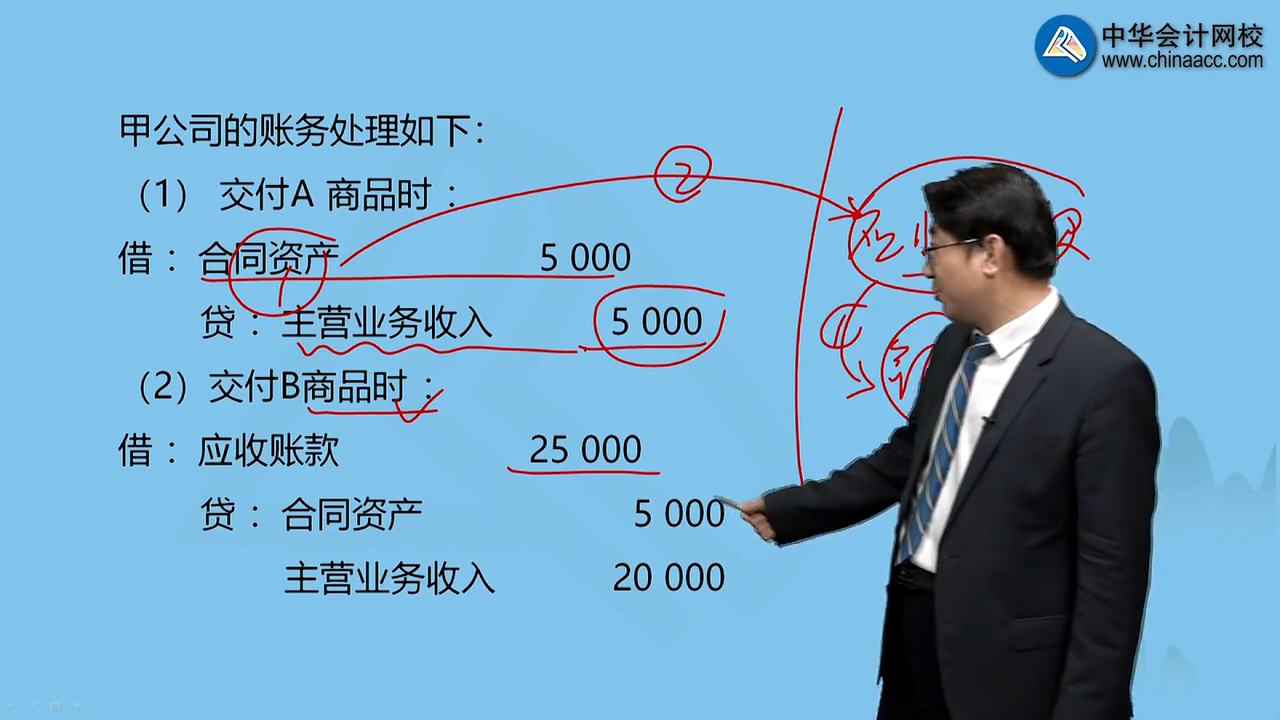 中华会计网校
www.chinaacc.com
甲公司的账务处理如下：
（1） 交付A 商品时：
借：合同资产 5 000
贷：主营业务收入 5 000
（2）交付B商品时：
借：应收账款 25 000
贷：合同资产 5 000
主营业务收入 20 000
1
2